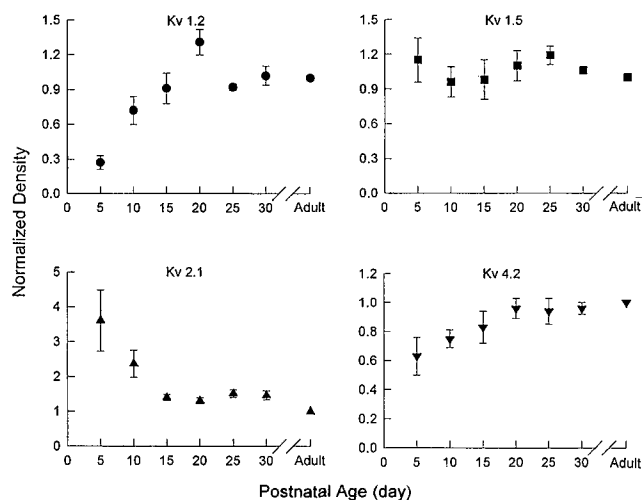 Kv 1.2
1.5
1.2
0.9
0.6
0.3
0.0
0 5 10 15 20 25 30 Adult
Kv 1.5
1.5
1.2
0.9
0.6
0.3
0.0
0 5 10 15 20 25 30 Adult
Normalized Density
Kv 2.1
5
4
3
2
1
0
0 5 10 15 20 25 30 Adult
Kv 4.2
1.2
1.0
0.8
0.6
0.4
0.2
0.0
0 5 10 15 20 25 30 Adult
Postnatal Age (day)